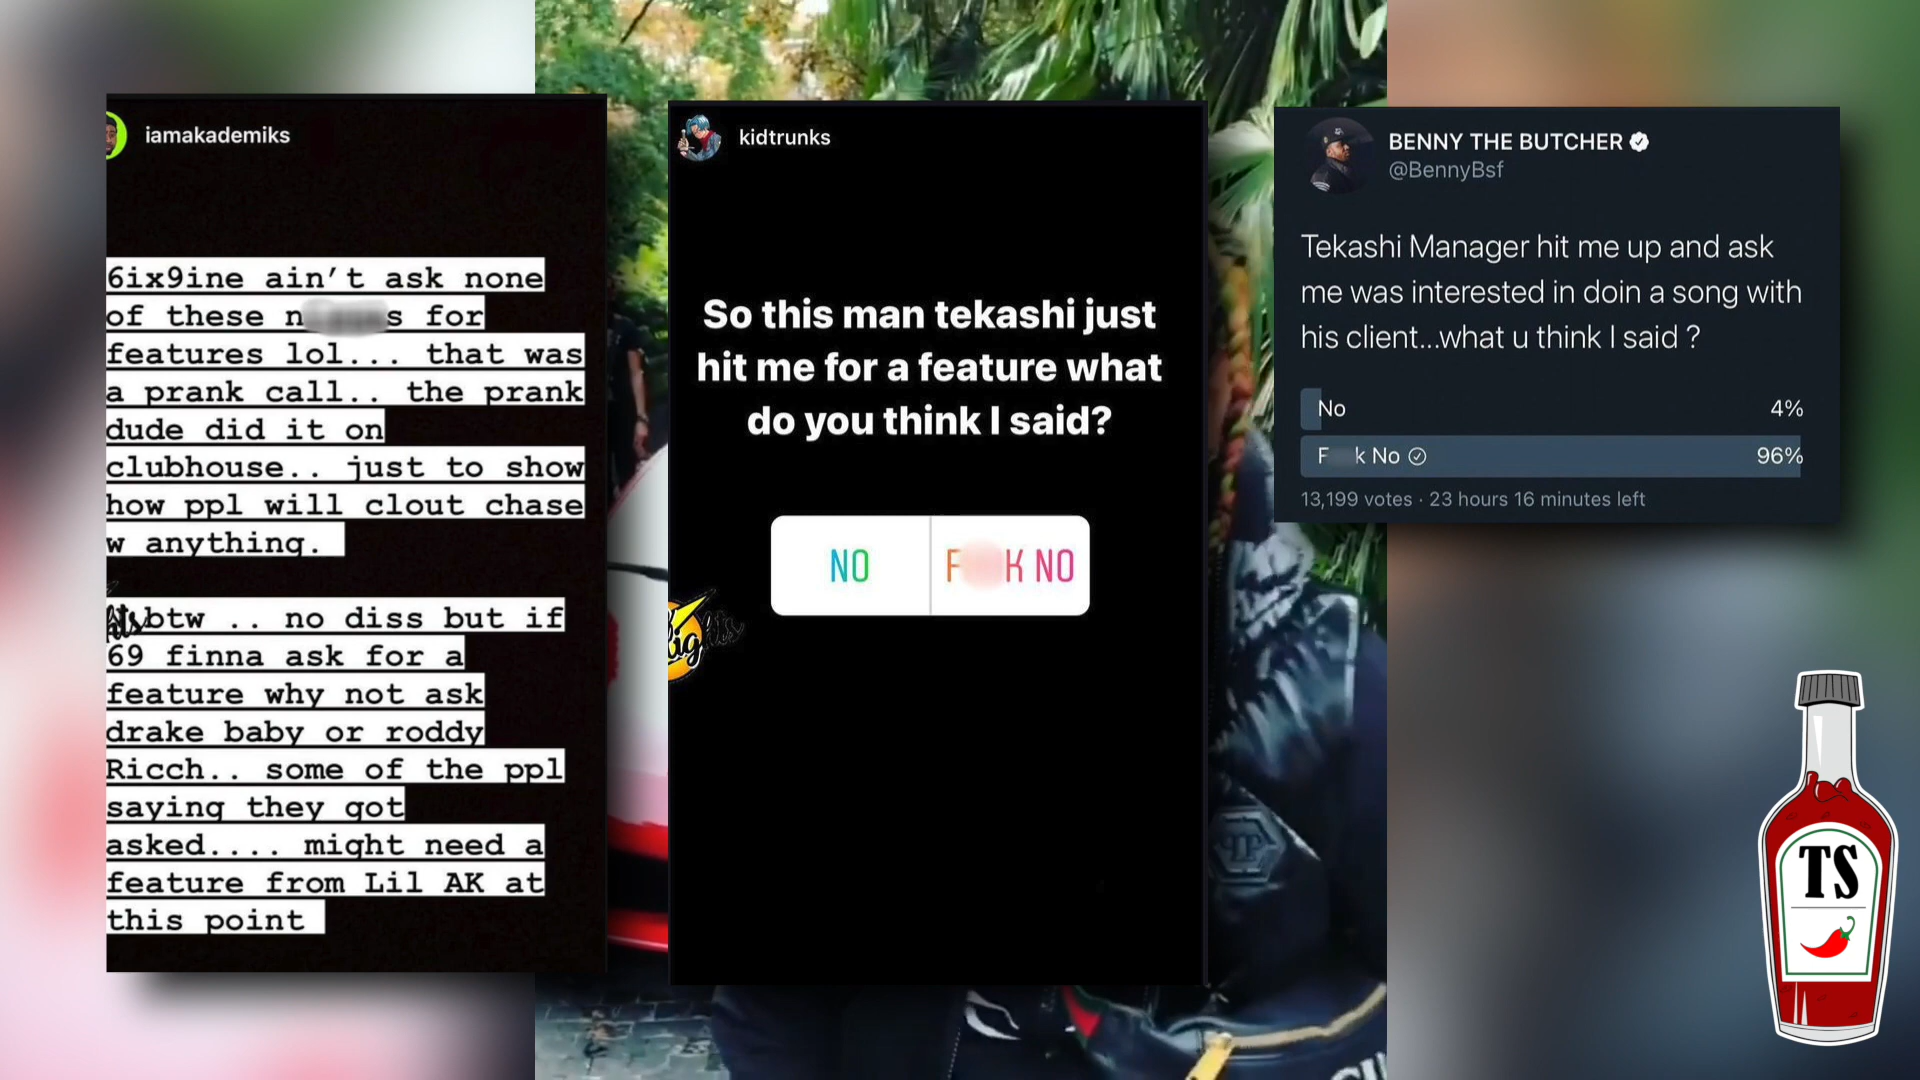 iamakademiks
6ix9ine ain't ask none
of these n s for
features lol... that was
a prank call.. the prank
dude did it on
clubhouse.. just to show
how ppl will clout chase
w anything.
btw .. no diss but if
69 finna ask for a
feature why not ask
drake baby or roddy
Ricch.. some of the ppl
saying they got
asked.... might need a
feature from Lil AK at
this point
kidtrunks
So this man tekashi just
hit me for a feature what
do you think I said?
NO
F K NO
ights
BENNY THE BUTCHER
@BennyBsf
Tekashi Manager hit me up and ask
me was interested in doin a song with
his client...what u think I said ?
No 4%
F k No 96%
13,199 votes · 23 hours 16 minutes left
TS